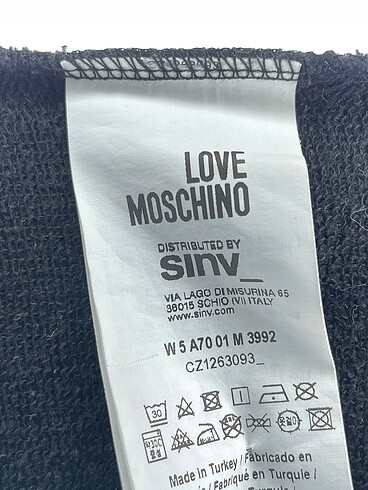 LOVE
MOSCHINO
DISTRIBUTED BY
sinv_
VIA LAGO DI MISURINA 65
36015 SCHIO (VI) ITALY
www.sinv.com
W 5 A70 01 M 3992
CZ1263093_
30
Made in Turkey / Fabricado en
/ Fabriqué en Turquie /
Turquia /